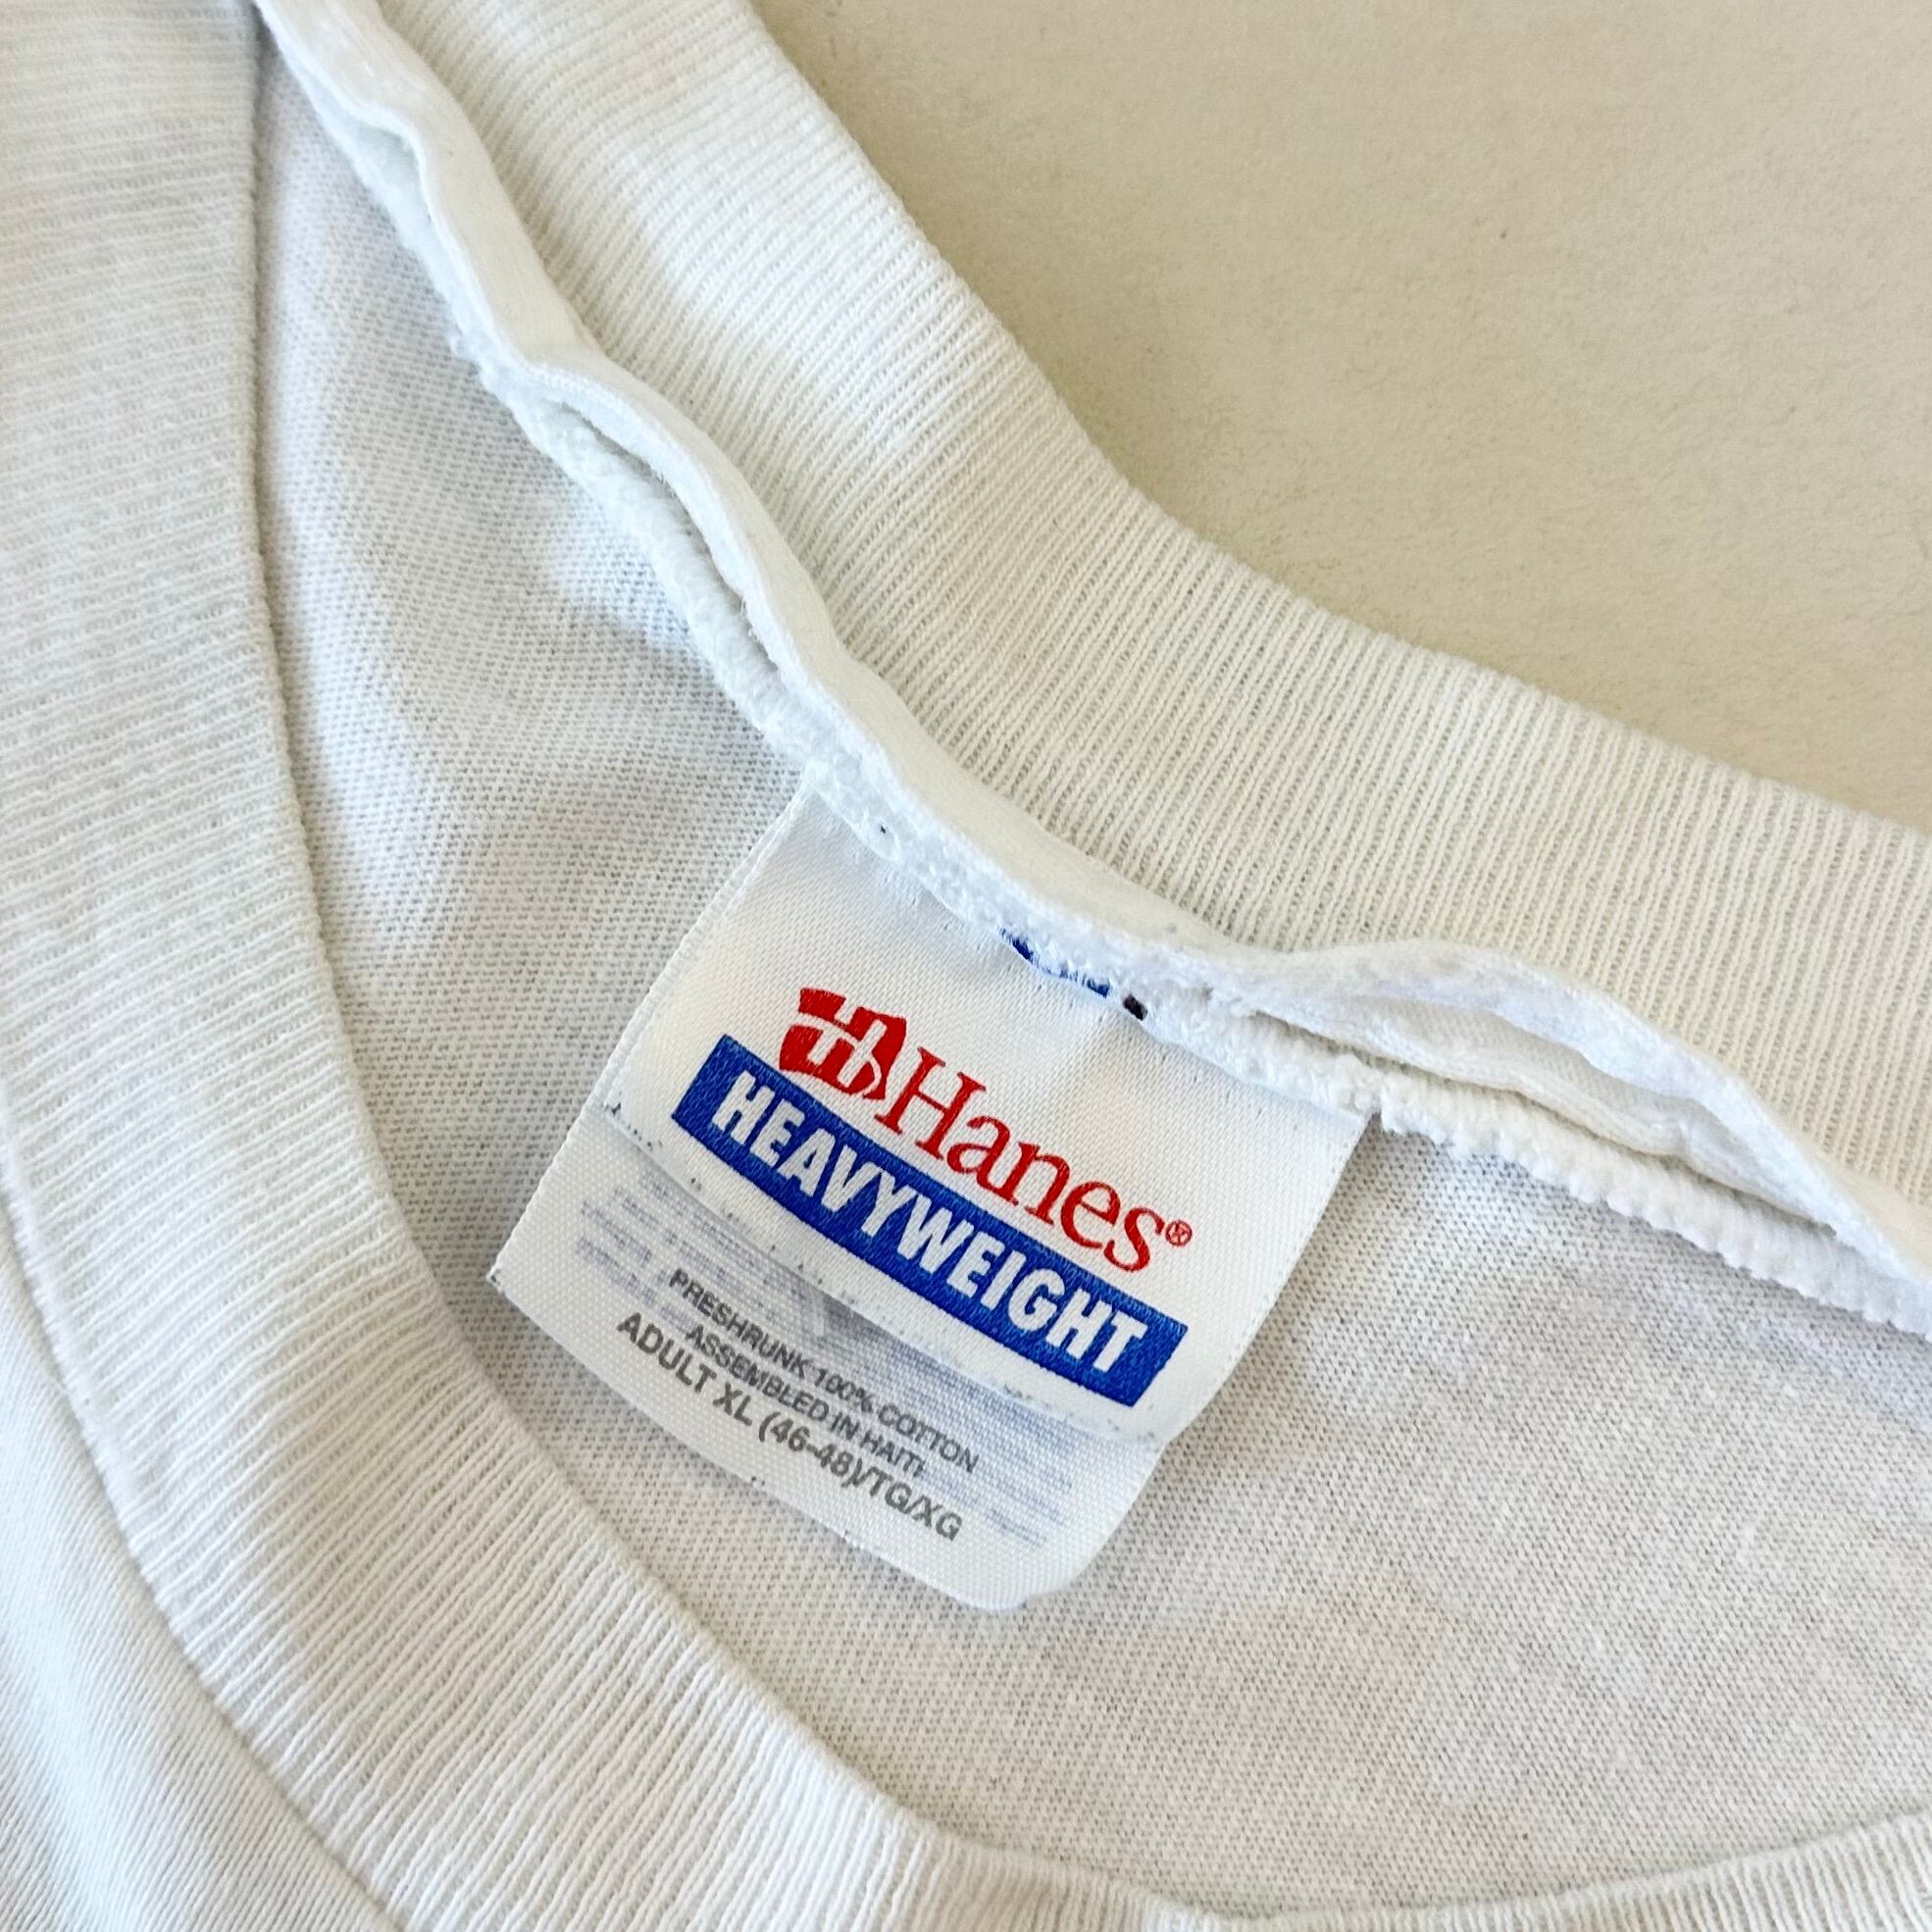 Hanes®
HEAVYWEIGHT
PRESHRUNK 100% COTTON
ASSEMBLED IN HAITI
ADULT XL (46-48)/TG/XG